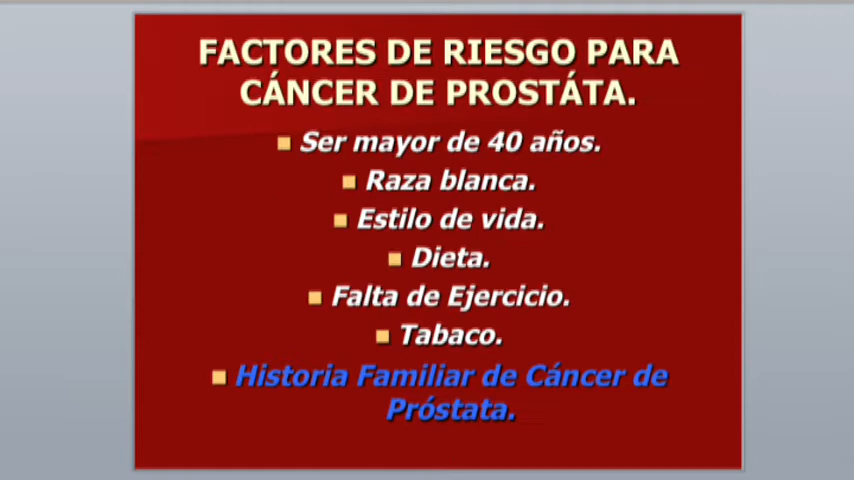 FACTORES DE RIESGO PARA
CÁNCER DE PROSTÁTA.
Ser mayor de 40 años.
Raza blanca.
Estilo de vida.
Dieta.
Falta de Ejercicio.
Tabaco.
Historia Familiar de Cáncer de
Próstata.